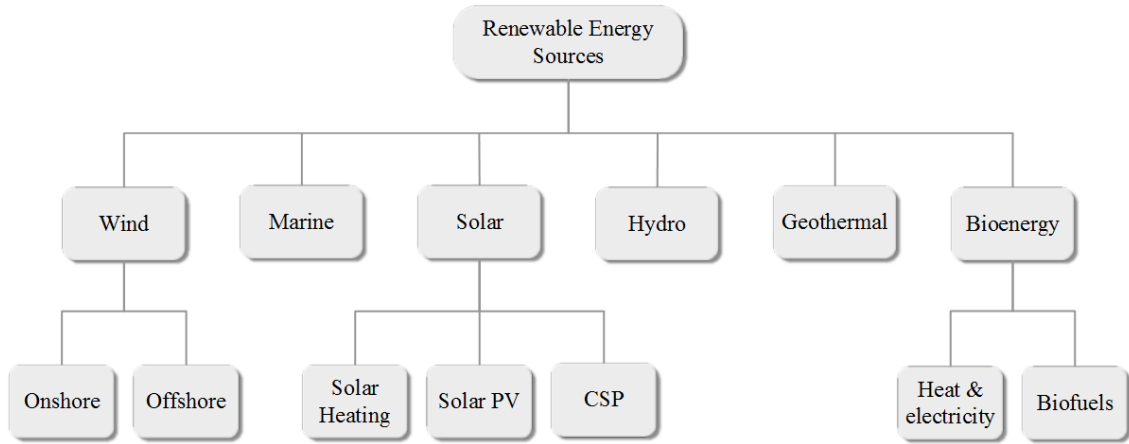 Renewable Energy
Sources
Wind
Marine
Solar
Hydro
Geothermal
Bioenergy
Onshore
Offshore
Solar
Heating
Solar PV
CSP
Heat &
electricity
Biofuels